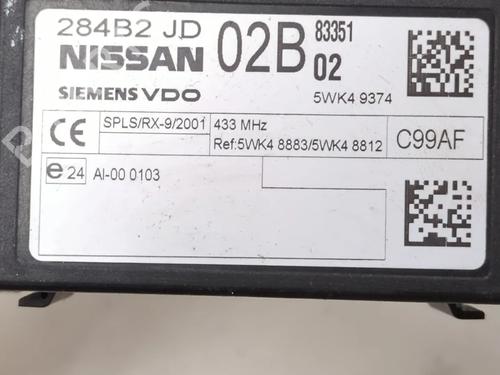 284B2 JD 02B 83351
NISSAN 02
SIEMENS VDO 5WK4 9374
CE SPLS/RX-9/2001 433 MHz C99AF
Ref:5WK4 8883/5WK4 8812
e24 AI-00 0103